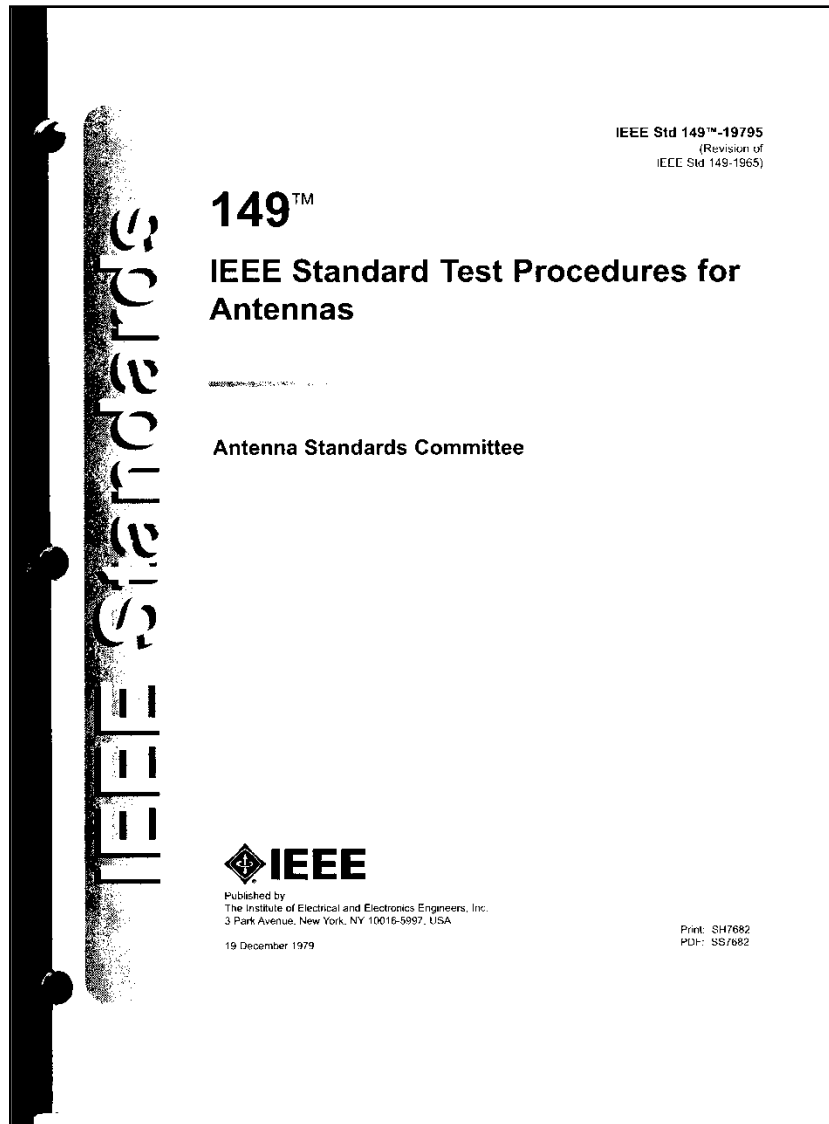 IEEE Standards
IEEE Std 149™-19795
(Revision of
IEEE Std 149-1965)
149™
IEEE Standard Test Procedures for
Antennas
Antenna Standards Committee
IEEE
Published by
The Institute of Electrical and Electronics Engineers, Inc.
3 Park Avenue, New York, NY 10016-5997, USA
19 December 1979
Print: SH7682
PDF: SS7682